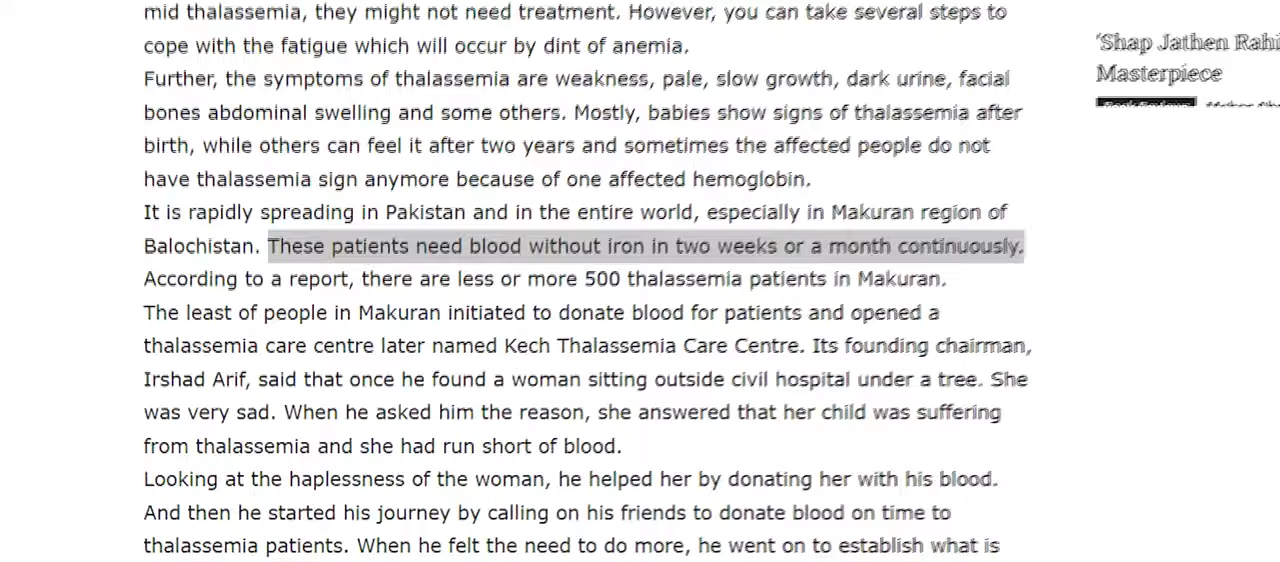 mid thalassemia, they might not need treatment. However, you can take several steps to
cope with the fatigue which will occur by dint of anemia.
Further, the symptoms of thalassemia are weakness, pale, slow growth, dark urine, facial
bones abdominal swelling and some others. Mostly, babies show signs of thalassemia after
birth, while others can feel it after two years and sometimes the affected people do not
have thalassemia sign anymore because of one affected hemoglobin.
It is rapidly spreading in Pakistan and in the entire world, especially in Makuran region of
Balochistan. These patients need blood without iron in two weeks or a month continuously.
According to a report, there are less or more 500 thalassemia patients in Makuran.
The least of people in Makuran initiated to donate blood for patients and opened a
thalassemia care centre later named Kech Thalassemia Care Centre. Its founding chairman,
Irshad Arif, said that once he found a woman sitting outside civil hospital under a tree. She
was very sad. When he asked him the reason, she answered that her child was suffering
from thalassemia and she had run short of blood.
Looking at the haplessness of the woman, he helped her by donating her with his blood.
And then he started his journey by calling on his friends to donate blood on time to
thalassemia patients. When he felt the need to do more, he went on to establish what is
‘Shap Jathen Rahi
Masterpiece